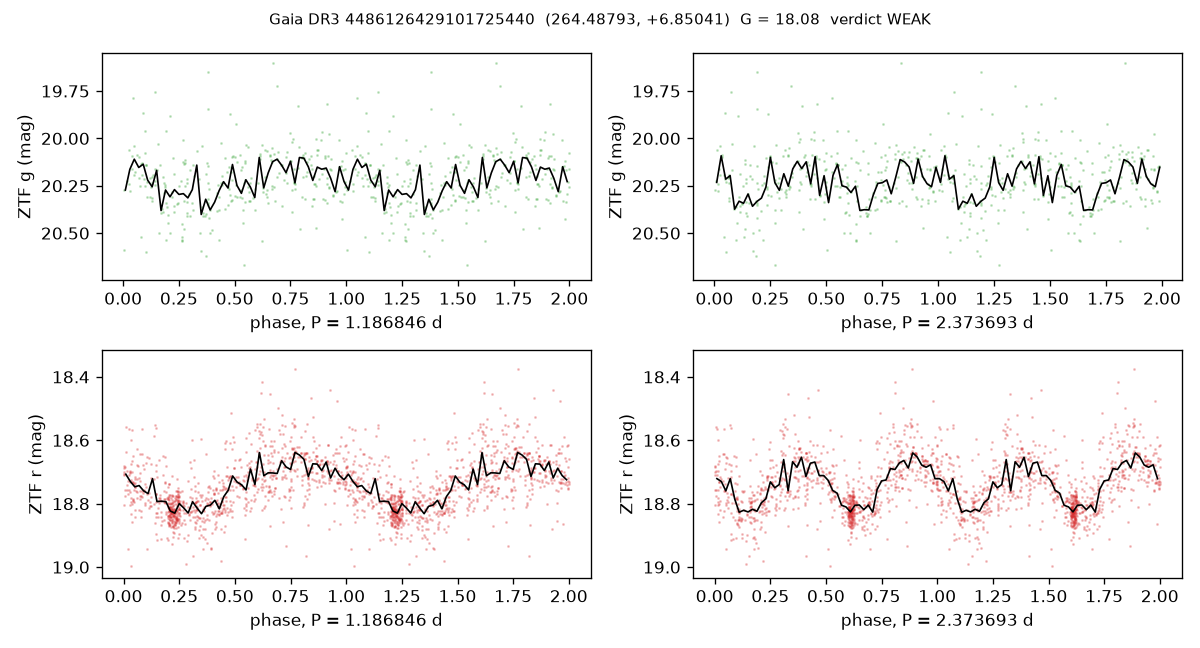 Gaia DR3 4486126429101725440  (264.48793, +6.85041)  G = 18.08  verdict WEAK
ZTF g (mag)
19.75
20.00
20.25
20.50
0.00 0.25 0.50 0.75 1.00 1.25 1.50 1.75 2.00
phase, P = 1.186846 d
ZTF g (mag)
19.75
20.00
20.25
20.50
0.00 0.25 0.50 0.75 1.00 1.25 1.50 1.75 2.00
phase, P = 2.373693 d
ZTF r (mag)
18.4
18.6
18.8
19.0
0.00 0.25 0.50 0.75 1.00 1.25 1.50 1.75 2.00
phase, P = 1.186846 d
ZTF r (mag)
18.4
18.6
18.8
19.0
0.00 0.25 0.50 0.75 1.00 1.25 1.50 1.75 2.00
phase, P = 2.373693 d